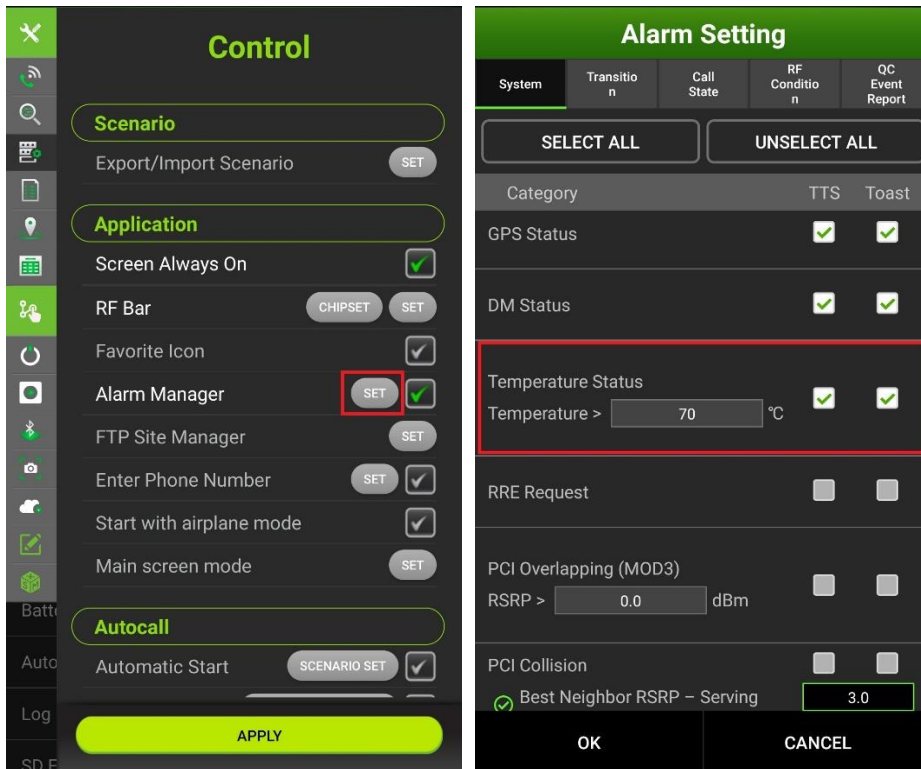 Control
Scenario
Export/Import Scenario SET
Application
Screen Always On
RF Bar CHIPSET SET
Favorite Icon
Alarm Manager SET
FTP Site Manager SET
Enter Phone Number SET
Start with airplane mode
Main screen mode SET
Autocall
Automatic Start SCENARIO SET
APPLY
Batt
Auto
Log
SD F
Alarm Setting
System
Transitio
n
Call
State
RF
Conditio
n
QC
Event
Report
SELECT ALL UNSELECT ALL
Category TTS Toast
GPS Status
DM Status
Temperature Status
Temperature > 70 ℃
RRE Request
PCI Overlapping (MOD3)
RSRP > 0.0 dBm
PCI Collision
Best Neighbor RSRP – Serving 3.0
OK CANCEL